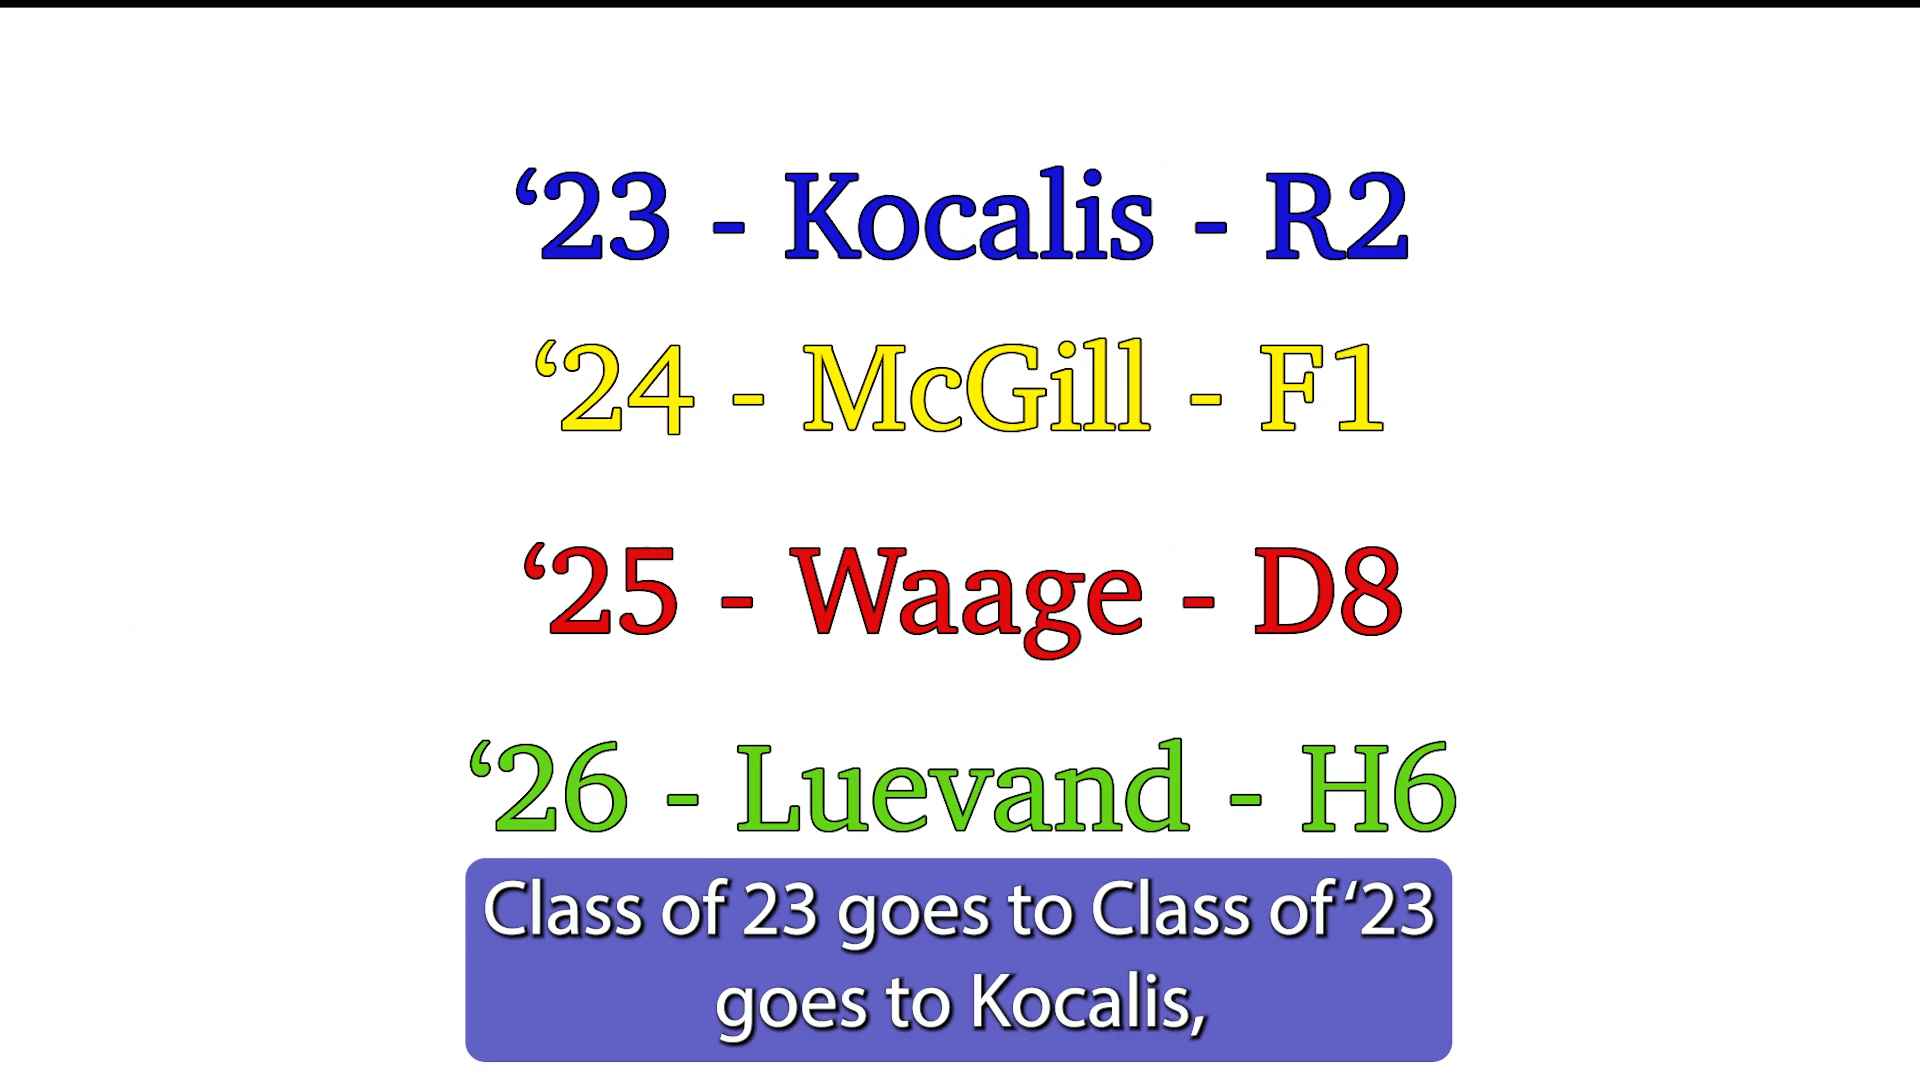 ‘23 - Kocalis - R2
‘24 - McGill - F1
‘25 - Waage - D8
‘26 - Luevand - H6
Class of 23 goes to Class of ‘23
goes to Kocalis,